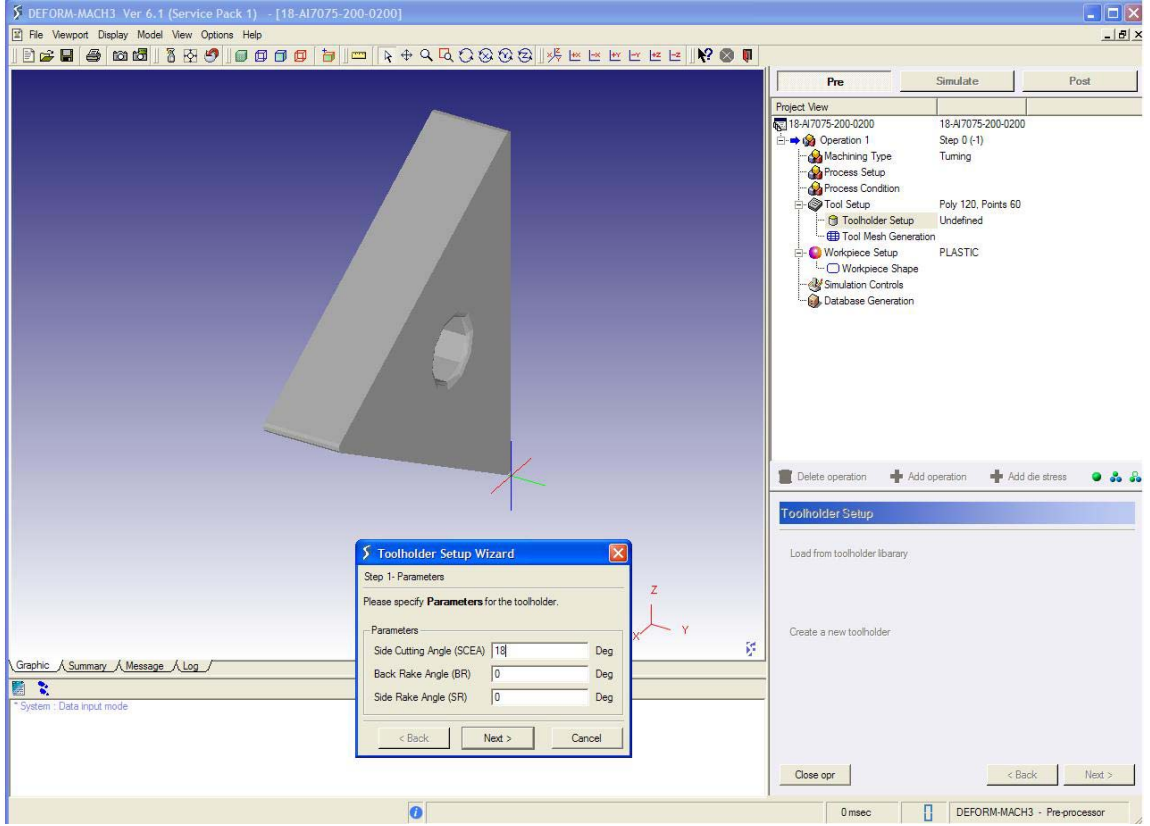 DEFORM-MACH3 Ver 6.1 (Service Pack 1) - [18-Al7075-200-0200]
File Viewport Display Model View Options Help
Pre Simulate Post
Project View
18-Al7075-200-0200 18-Al7075-200-0200
Operation 1 Step 0 (-1)
Machining Type Turning
Process Setup
Process Condition
Tool Setup Poly 120, Points 60
Toolholder Setup Undefined
Tool Mesh Generation
Workpiece Setup PLASTIC
Workpiece Shape
Simulation Controls
Database Generation
Delete operation Add operation Add die stress
Toolholder Setup
Load from toolholder libarary
Create a new toolholder
Close opr < Back Next >
Toolholder Setup Wizard
Step 1- Parameters
Please specify Parameters for the toolholder.
Parameters
Side Cutting Angle (SCEA) 18 Deg
Back Rake Angle (BR) 0 Deg
Side Rake Angle (SR) 0 Deg
< Back Next > Cancel
Z
X Y
Graphic Summary Message Log
* System : Data input mode
0 msec DEFORM-MACH3 - Pre-processor